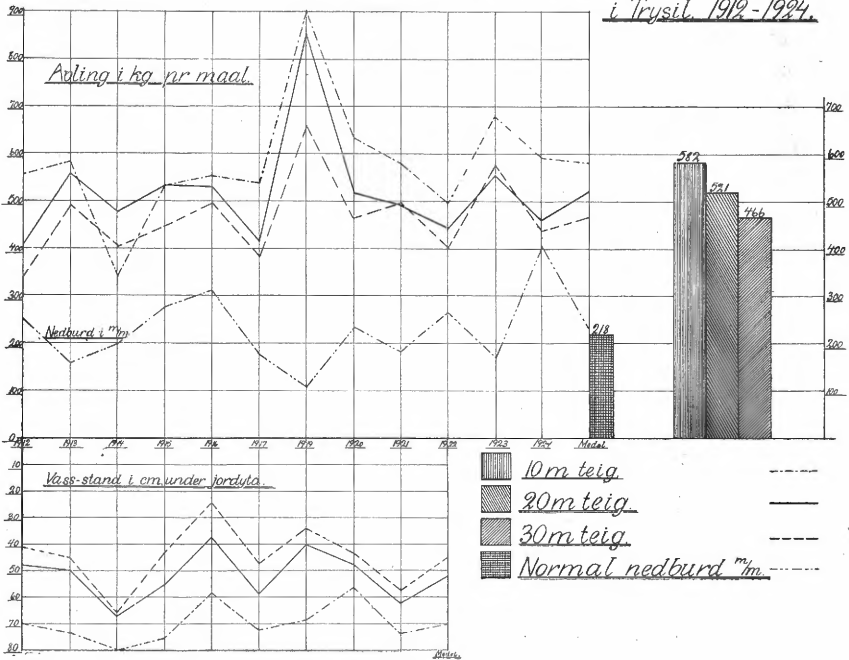 i Trysil. 1912-1924.
900
800
700
600
500
400
300
200
100
0
Avling i kg pr maal.
Nedburd i m/m
218
582
521
466
700
600
500
400
300
200
100
1912 1913 1914 1915 1916 1917 1919 1920 1921 1922 1923 1924 Medel
Vass-stand i cm under jordyta.
10
20
30
40
50
60
70
80
Medel.
10 m teig.
20 m teig.
30 m teig.
Normal nedburd m/m.